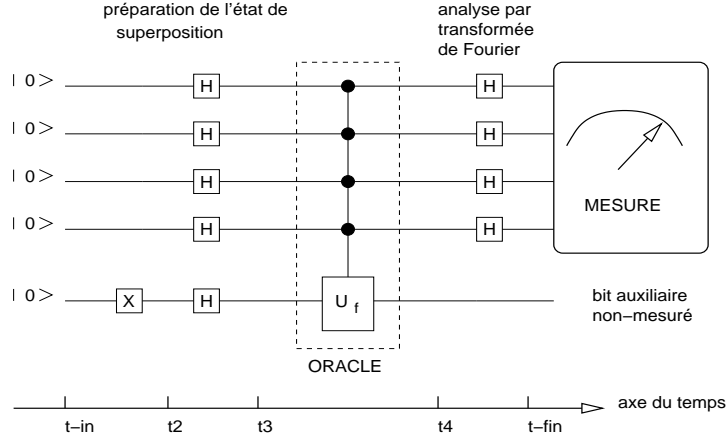 préparation de l'état de
superposition
analyse par
transformée
de Fourier
| 0 > H H
| 0 > H H
| 0 > H H
| 0 > H H
MESURE
| 0 > X H U f
bit auxiliaire
non−mesuré
ORACLE
axe du temps
t−in t2 t3 t4 t−fin